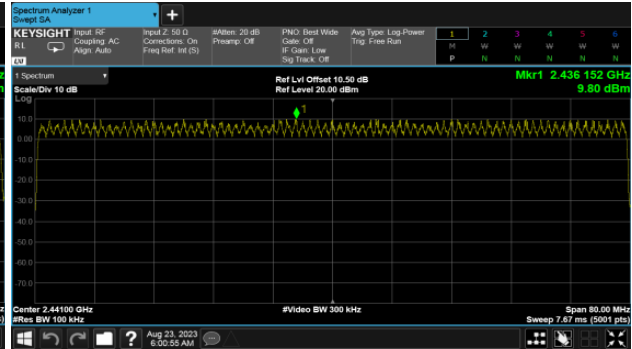 Spectrum Analyzer 1
Swept SA
+
KEYSIGHT Input: RF Input Z: 50 Ω #Atten: 20 dB PNO: Best Wide Avg Type: Log-Power 1 2 3 4 5 6
RL Coupling: AC Corrections: On Preamp: Off Gate: Off Trig: Free Run M W W W W W
Align: Auto Freq Ref: Int (S) IF Gain: Low
Sig Track: Off P N N N N N
LXI
1 Spectrum Ref Lvl Offset 10.50 dB Mkr1 2.436 152 GHz
Scale/Div 10 dB Ref Level 20.00 dBm 9.80 dBm
Log
1
10.0
0.00
-10.0
-20.0
-30.0
-40.0
-50.0
-60.0
-70.0
Center 2.44100 GHz #Video BW 300 kHz Span 80.00 MHz
#Res BW 100 kHz Sweep 7.67 ms (5001 pts)
? Aug 23, 2023
6:00:55 AM